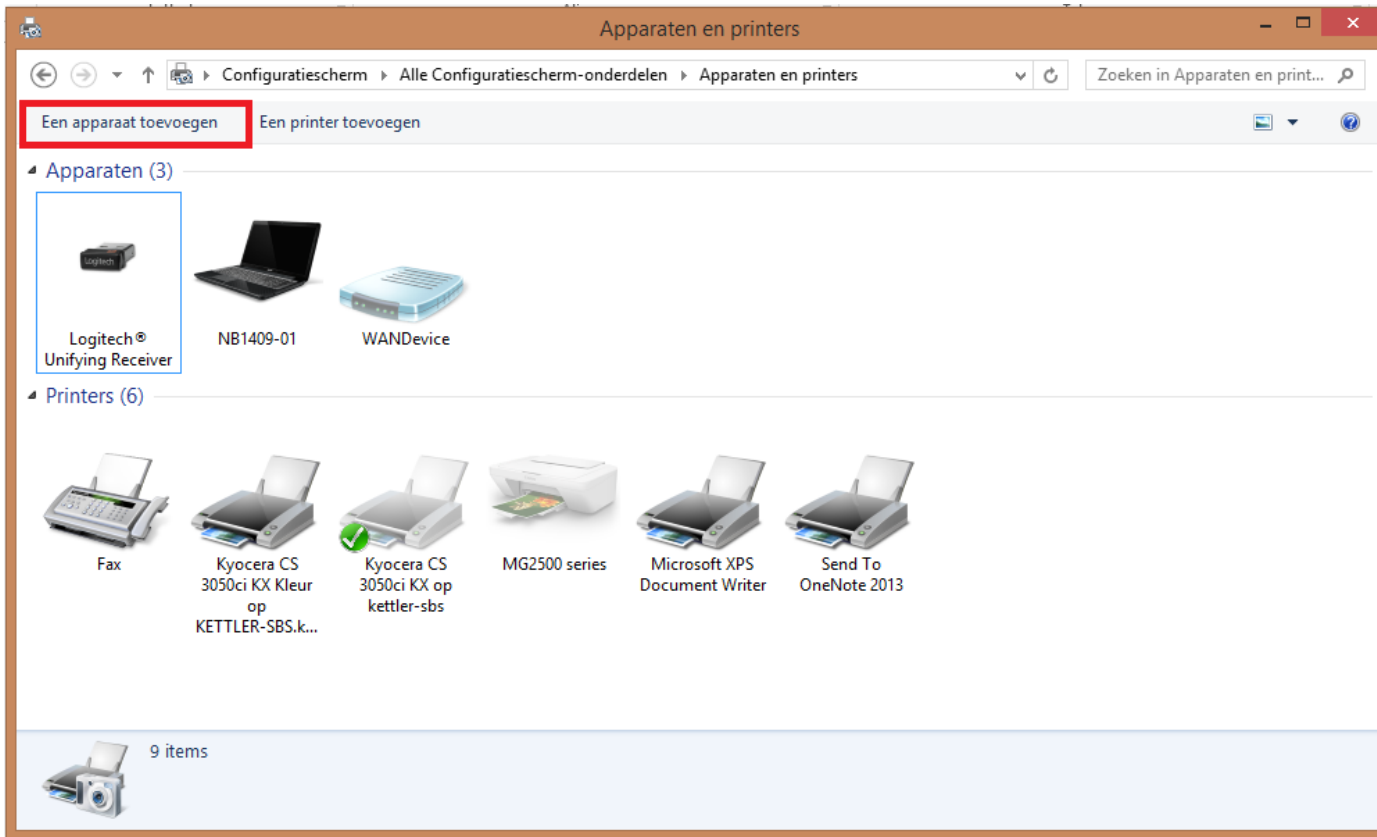 Apparaten en printers
Configuratiescherm Alle Configuratiescherm-onderdelen Apparaten en printers
Zoeken in Apparaten en print...
Een apparaat toevoegen Een printer toevoegen
Apparaten (3)
Logitech
Logitech®
Unifying Receiver
NB1409-01
WANDevice
Printers (6)
Fax
Kyocera CS
3050ci KX Kleur
op
KETTLER-SBS.k...
Kyocera CS
3050ci KX op
kettler-sbs
MG2500 series
Microsoft XPS
Document Writer
Send To
OneNote 2013
9 items